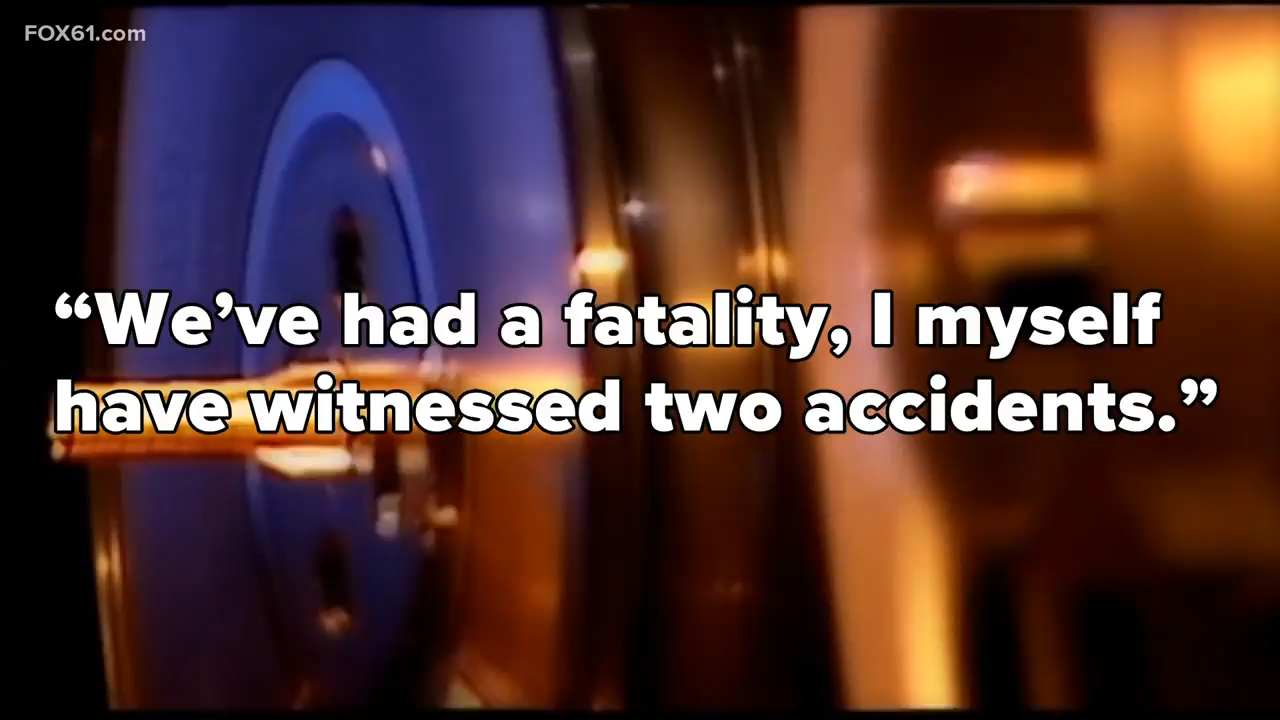 FOX61.com
“We’ve had a fatality, I myself
have witnessed two accidents.”